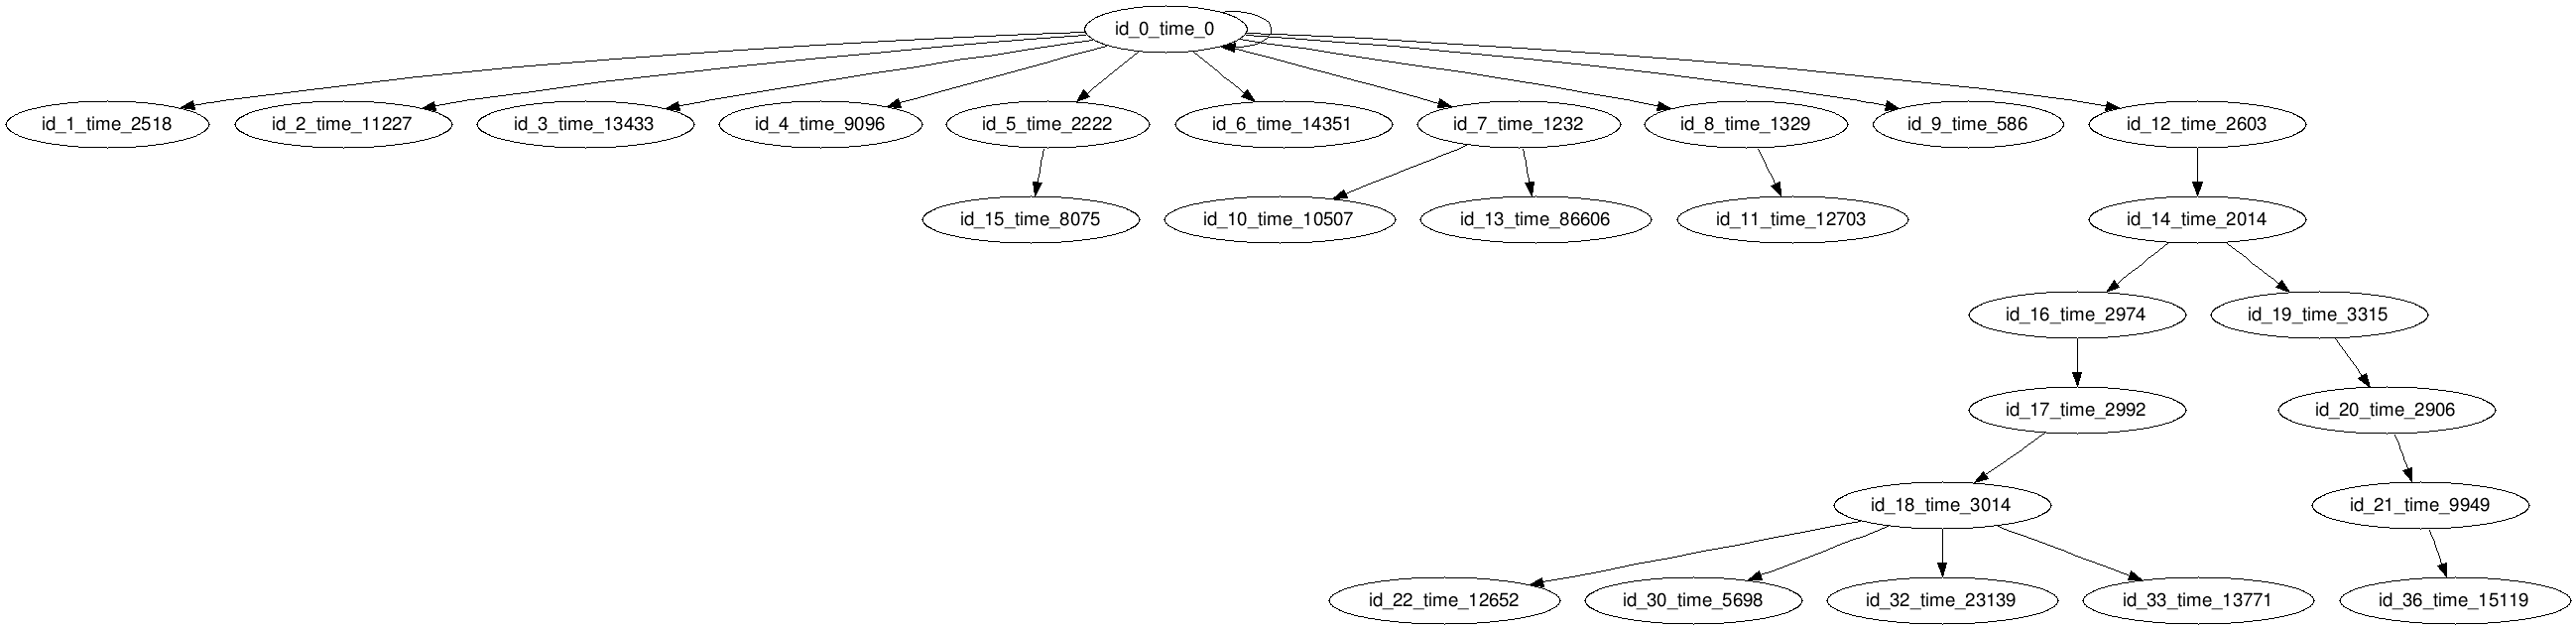 id_0_time_0
id_1_time_2518
id_2_time_11227
id_3_time_13433
id_4_time_9096
id_5_time_2222
id_6_time_14351
id_7_time_1232
id_8_time_1329
id_9_time_586
id_12_time_2603
id_15_time_8075
id_10_time_10507
id_13_time_86606
id_11_time_12703
id_14_time_2014
id_16_time_2974
id_19_time_3315
id_17_time_2992
id_20_time_2906
id_18_time_3014
id_21_time_9949
id_22_time_12652
id_30_time_5698
id_32_time_23139
id_33_time_13771
id_36_time_15119